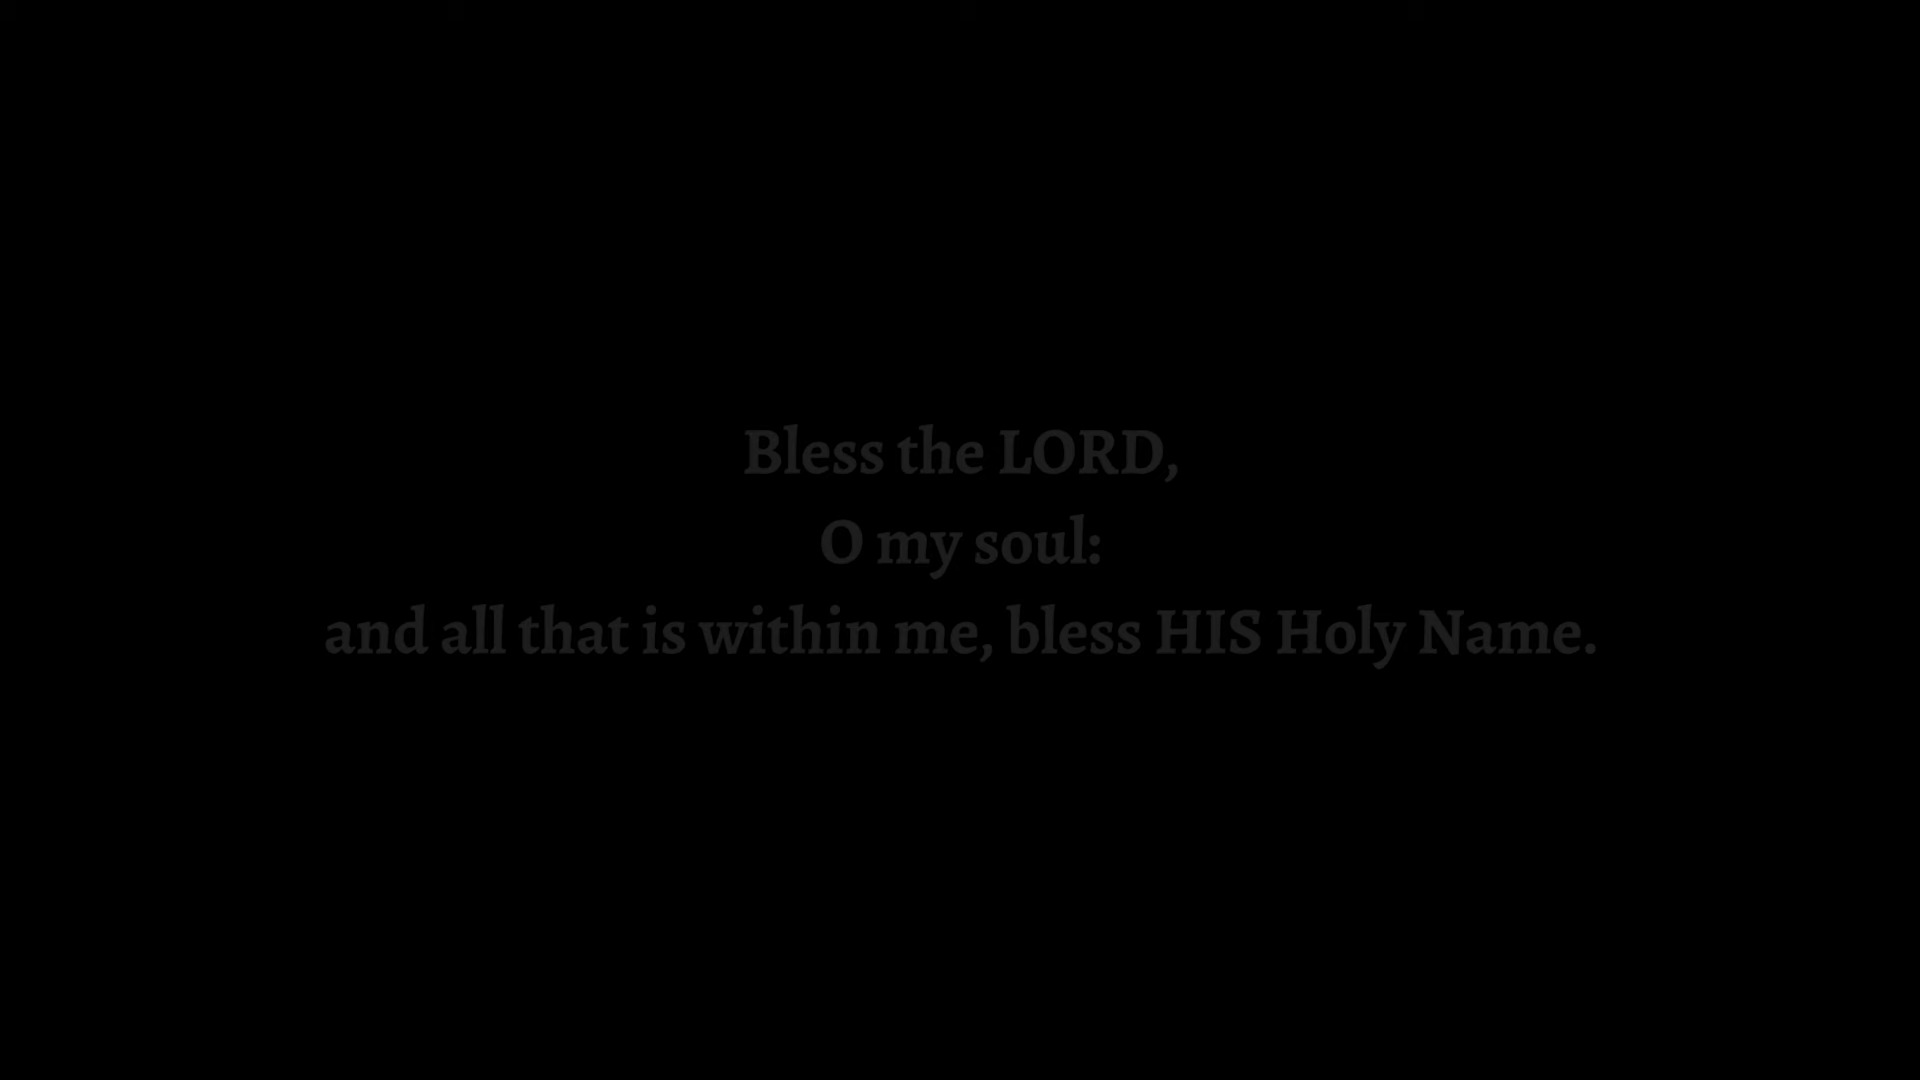 Bless the LORD,
O my soul:
and all that is within me, bless HIS Holy Name.